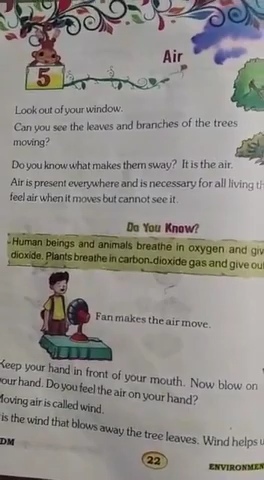 Air
5
Look out of your window.
Can you see the leaves and branches of the trees
moving?
Do you know what makes them sway? It is the air.
Air is present everywhere and is necessary for all living
feel air when it moves but cannot see it.
Do You Know?
Human beings and animals breathe in oxygen and
dioxide. Plants breathe in carbon-dioxide gas and give
Fan makes the air move.
Keep your hand in front of your mouth. Now blow on
your hand. Do you feel the air on your hand?
Moving air is called wind.
is the wind that blows away the tree leaves. Wind helps
DM
22